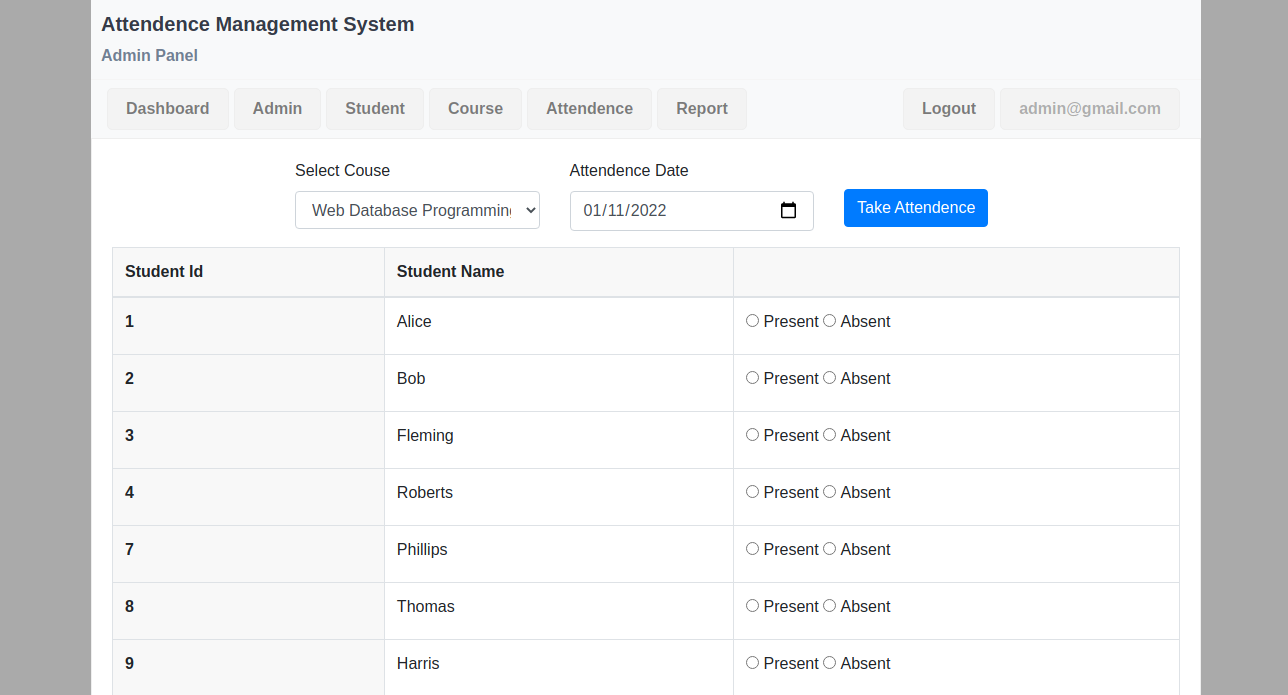 Attendence Management System
Admin Panel
Dashboard Admin Student Course Attendence Report Logout admin@gmail.com
Select Couse Attendence Date
Web Database Programming 01/11/2022 Take Attendence
Student Id Student Name
1 Alice Present Absent
2 Bob Present Absent
3 Fleming Present Absent
4 Roberts Present Absent
7 Phillips Present Absent
8 Thomas Present Absent
9 Harris Present Absent